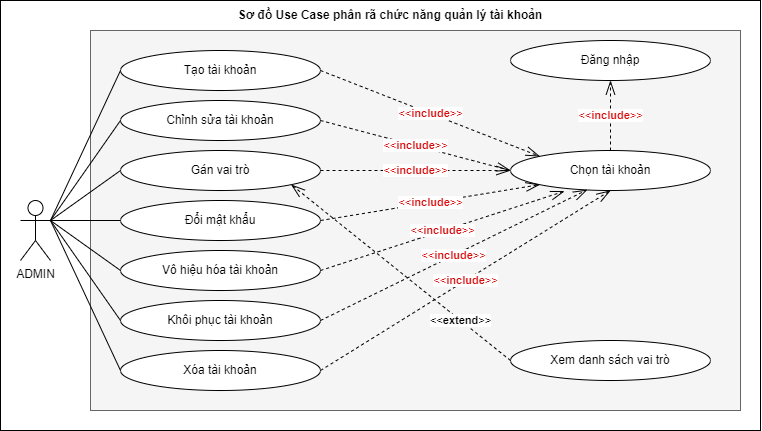 Sơ đồ Use Case phân rã chức năng quản lý tài khoản
Tạo tài khoản
Đăng nhập
<<include>>
<<include>>
Chỉnh sửa tài khoản
<<include>>
Gán vai trò
<<include>>
Chọn tài khoản
<<include>>
Đổi mật khẩu
<<include>>
ADMIN
Vô hiệu hóa tài khoản
<<include>>
<<include>>
Khôi phục tài khoản
<<extend>>
Xóa tài khoản
Xem danh sách vai trò